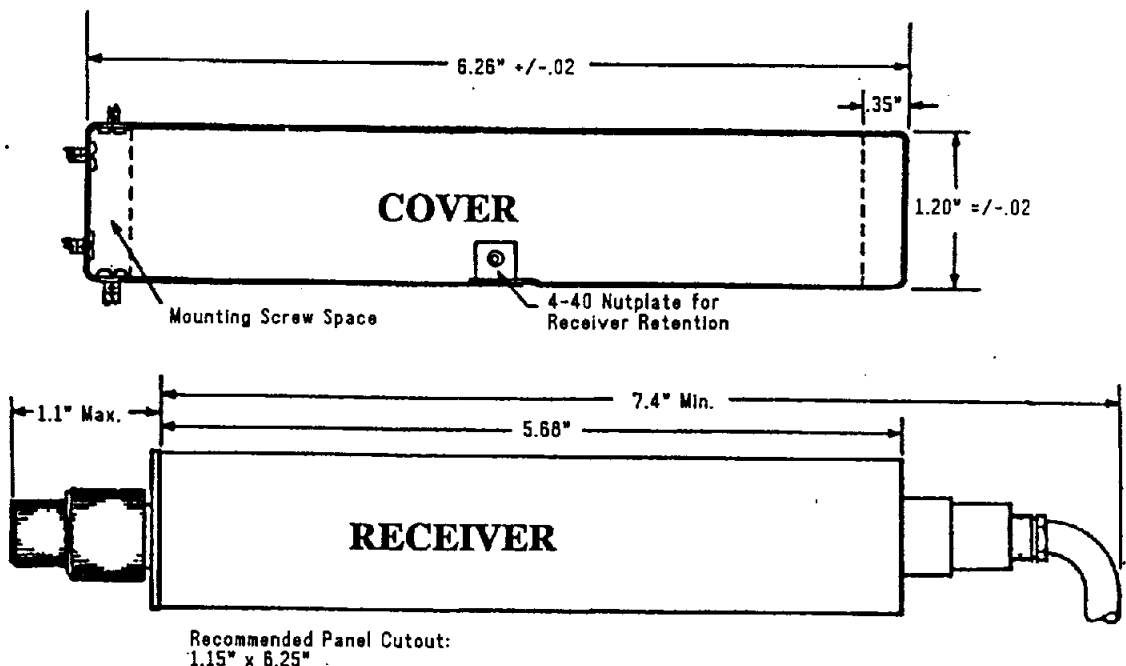 6.26" +/-.02
.35"
COVER
1.20" =/-.02
Mounting Screw Space
4-40 Nutplate for
Receiver Retention
1.1" Max.
7.4" Min.
5.68"
RECEIVER
Recommended Panel Cutout:
1.15" x 6.25"